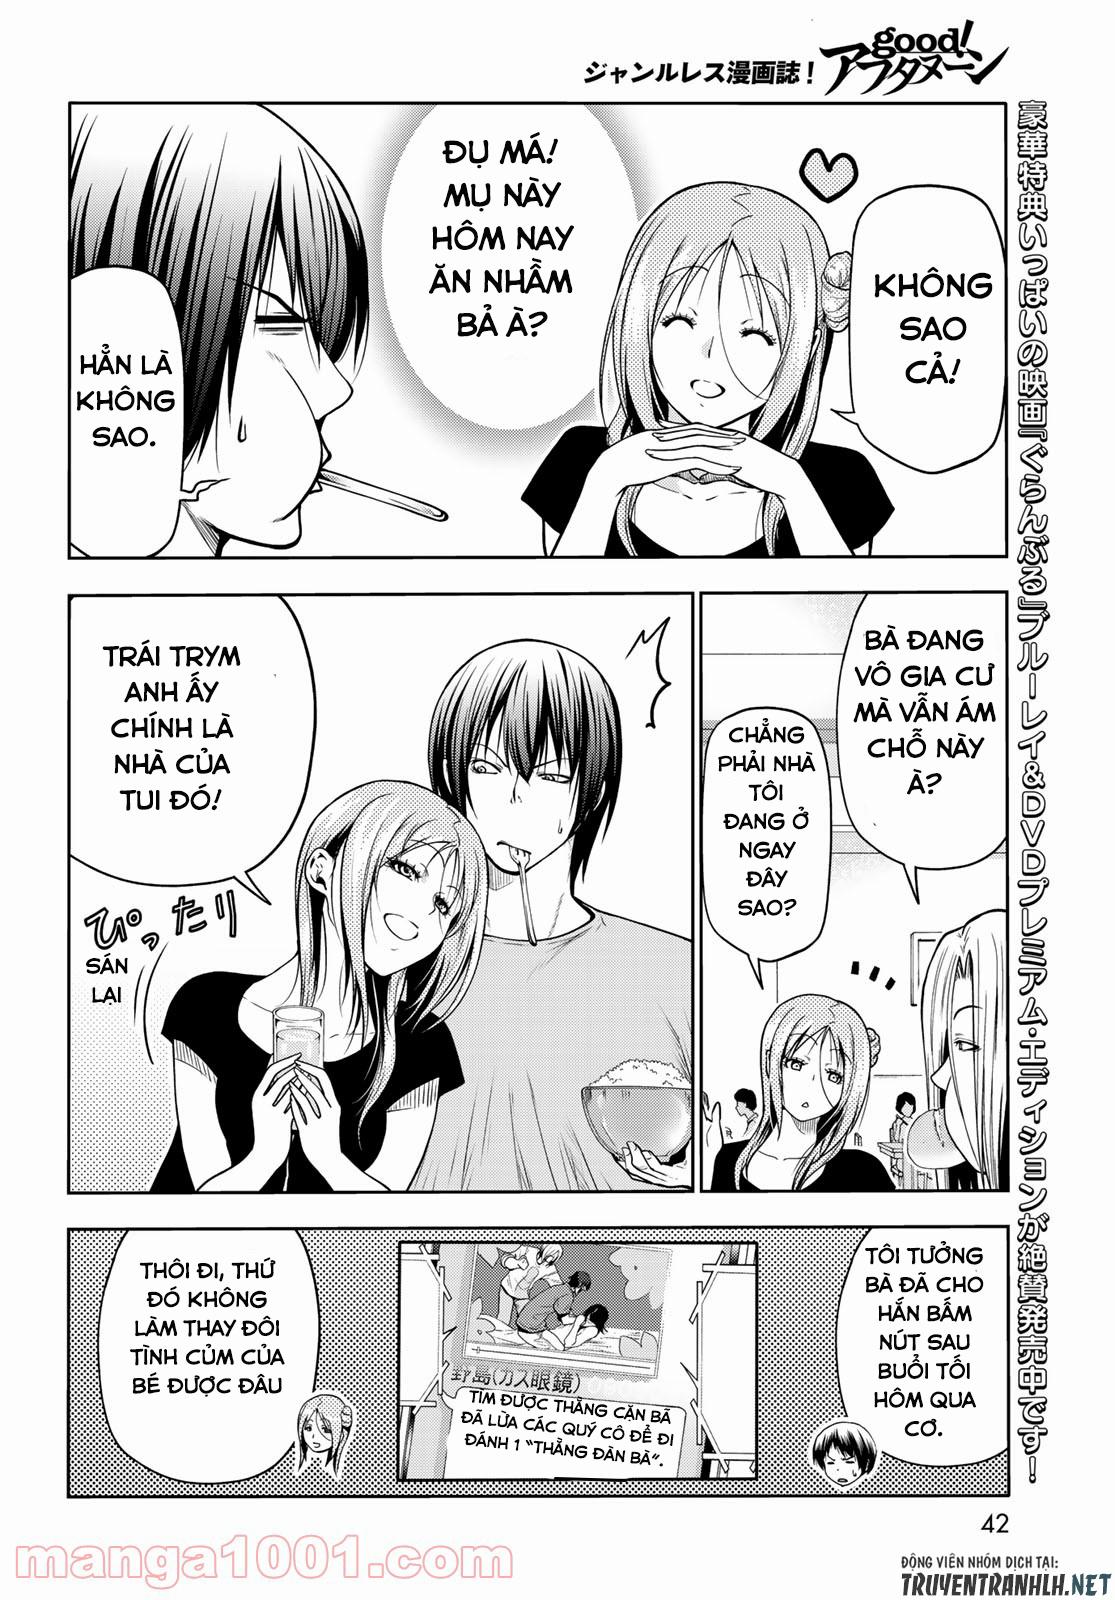 ジャンルレス漫画誌!
good!
アフタヌーン
豪華特典いっぱいの映画『ぐらんぶる』ブルーレイ&DVDプレミアム・エディションが絶賛発売中です!
KHÔNG
SAO
CẢ!
ĐỤ MÁ!
MỤ NÀY
HÔM NAY
ĂN NHẦM
BẢ À?
HẲN LÀ
KHÔNG
SAO.
BÀ ĐANG
VÔ GIA CƯ
MÀ VẪN ÁM
CHỖ NÀY
À?
CHẲNG
PHẢI NHÀ
TÔI
ĐANG Ở
NGAY
ĐÂY
SAO?
TRÁI TRYM
ANH ẤY
CHÍNH LÀ
NHÀ CỦA
TUI ĐÓ!
ぴったり
SÁN
LẠI
TÔI TƯỞNG
BÀ ĐÃ CHO
HẮN BẤM
NÚT SAU
BUỔI TỐI
HÔM QUA
CƠ.
野島(ガス眼鏡)
TÌM ĐƯỢC THẰNG CẶN BÃ
ĐÃ LỪA CÁC QUÝ CÔ ĐỂ ĐI
ĐÁNH 1 "THẰNG ĐÀN BÀ".
THÔI ĐI, THỨ
ĐÓ KHÔNG
LÀM THAY ĐÔI
TÌNH CỦM CỦA
BÉ ĐƯỢC ĐÂU
42
manga1001.com
ĐỘNG VIÊN NHÓM DỊCH TẠI:
TRUYENTRANHLH.NET